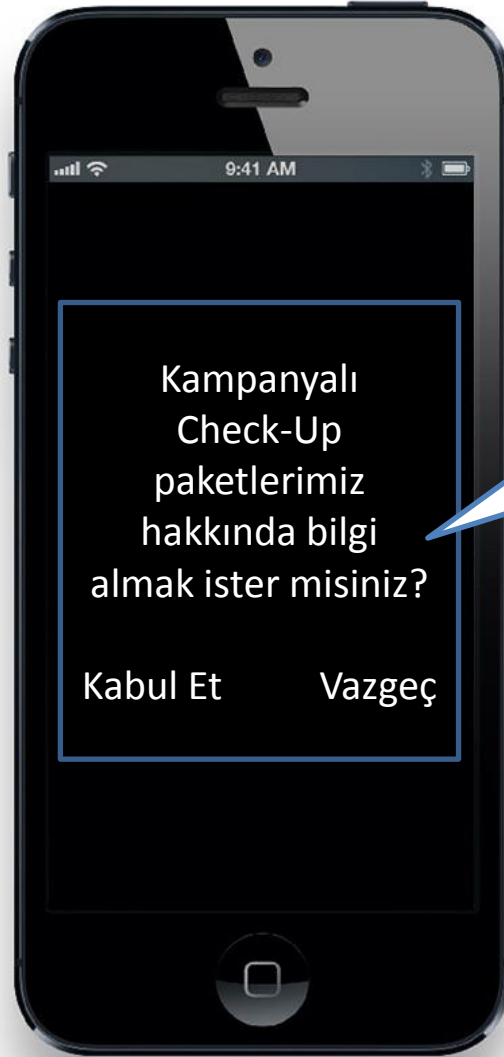 9:41 AM
Kampanyalı
Check-Up
paketlerimiz
hakkında bilgi
almak ister misiniz?
Kabul Et Vazgeç